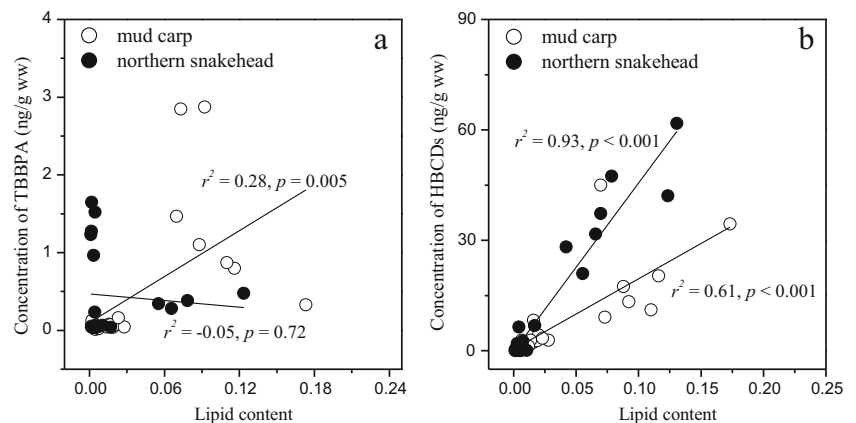 a
mud carp
northern snakehead
Concentration of TBBPA (ng/g ww)
4
3
2
1
0
r² = 0.28, p = 0.005
r² = -0.05, p = 0.72
0.00 0.06 0.12 0.18 0.24
Lipid content
b
mud carp
northern snakehead
Concentration of HBCDs (ng/g ww)
90
60
30
0
r² = 0.93, p < 0.001
r² = 0.61, p < 0.001
0.00 0.05 0.10 0.15 0.20 0.25
Lipid content